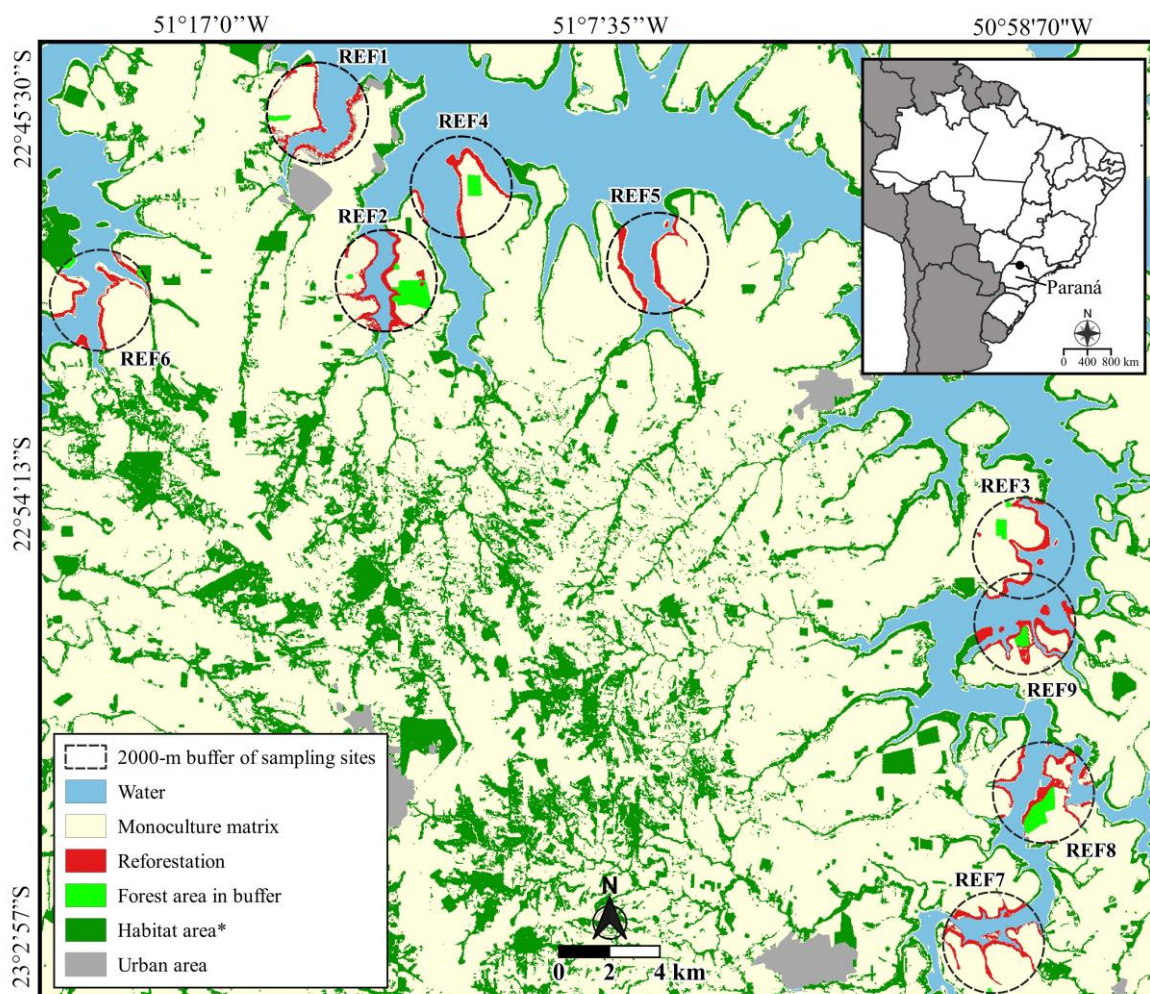 51°17'0''W
51°7'35''W
50°58'70"W
22°45'30''S
22°54'13''S
23°2'57''S
REF1
REF4
REF5
REF2
REF6
REF3
REF9
REF8
REF7
Paraná
N
0 400 800 km
2000-m buffer of sampling sites
Water
Monoculture matrix
Reforestation
Forest area in buffer
Habitat area*
Urban area
N
0 2 4 km